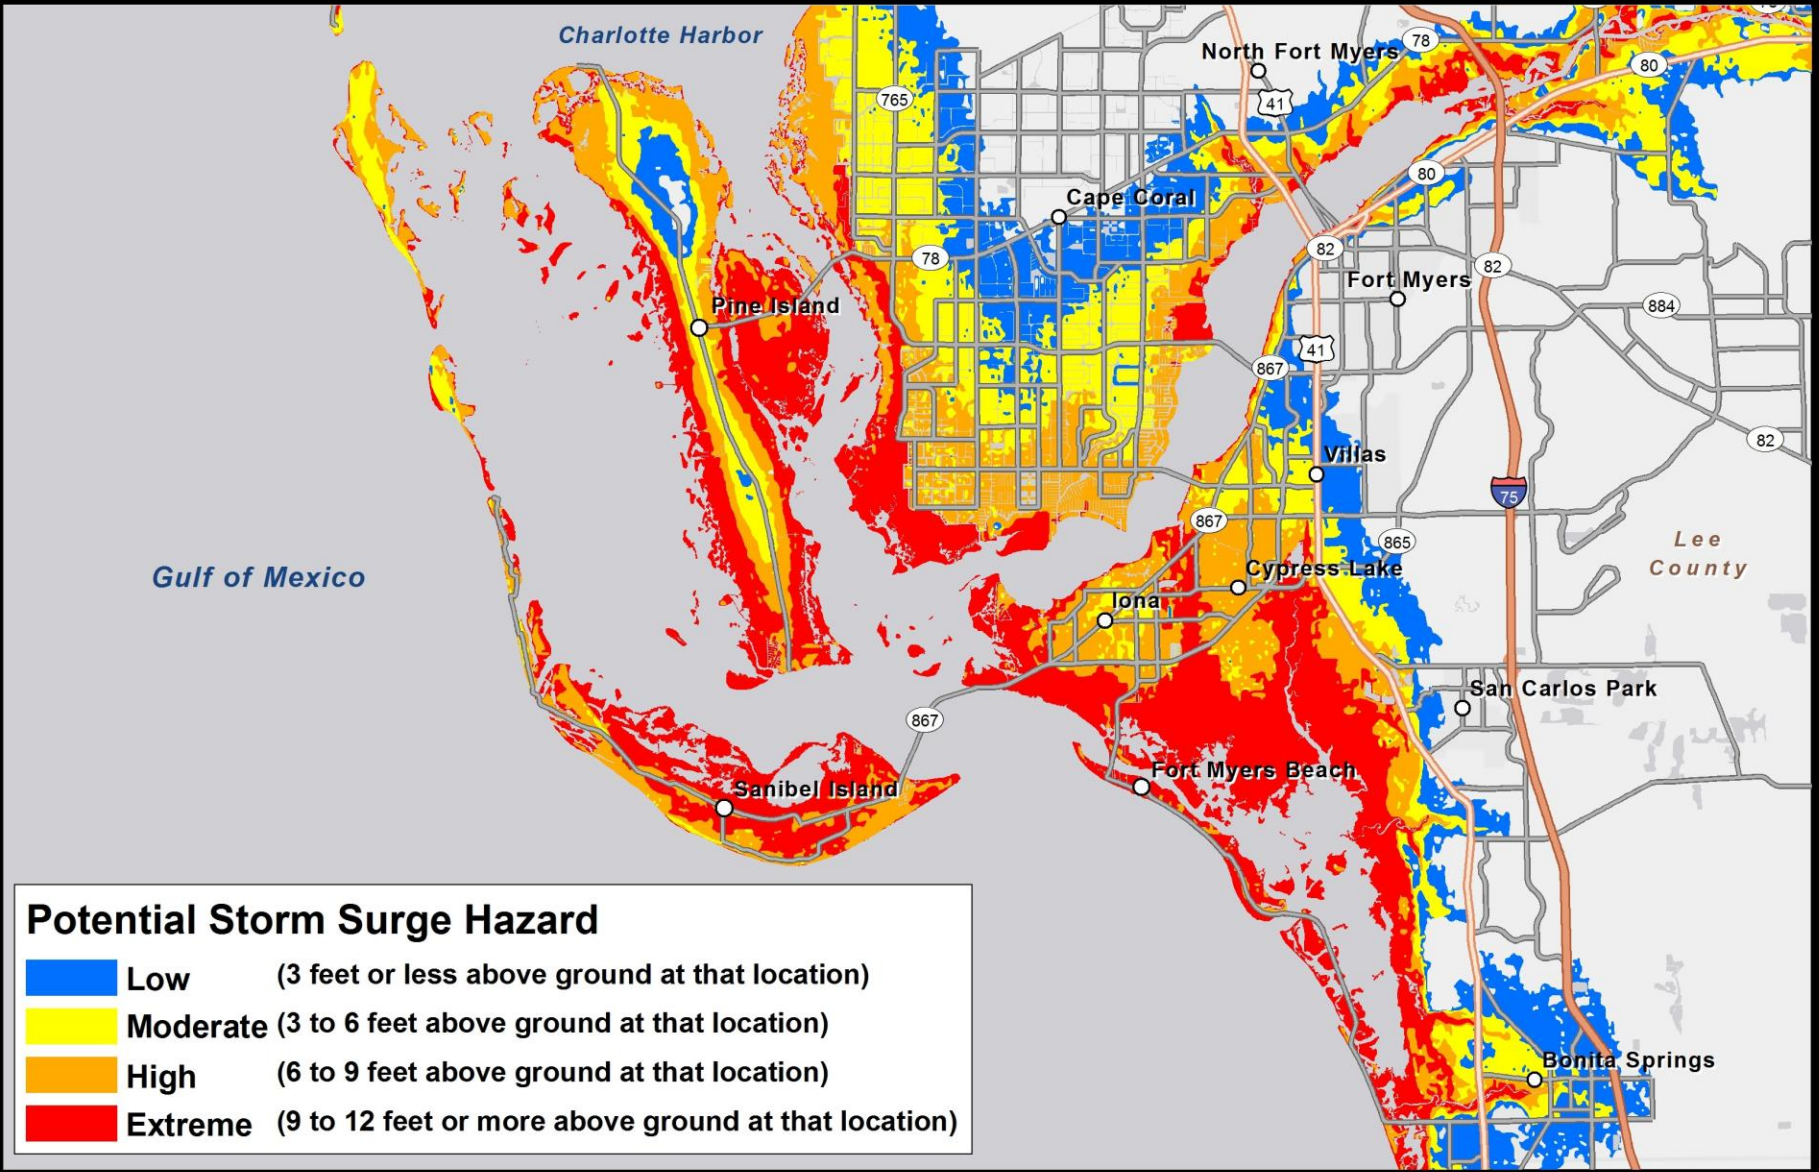 Charlotte Harbor
North Fort Myers
78
80
765
41
80
Cape Coral
82
78
82
Fort Myers
884
Pine Island
41
867
82
Villas
75
867
865
Lee
County
Gulf of Mexico
Cypress Lake
Iona
San Carlos Park
867
Fort Myers Beach
Sanibel Island
Bonita Springs
Potential Storm Surge Hazard
Low (3 feet or less above ground at that location)
Moderate (3 to 6 feet above ground at that location)
High (6 to 9 feet above ground at that location)
Extreme (9 to 12 feet or more above ground at that location)